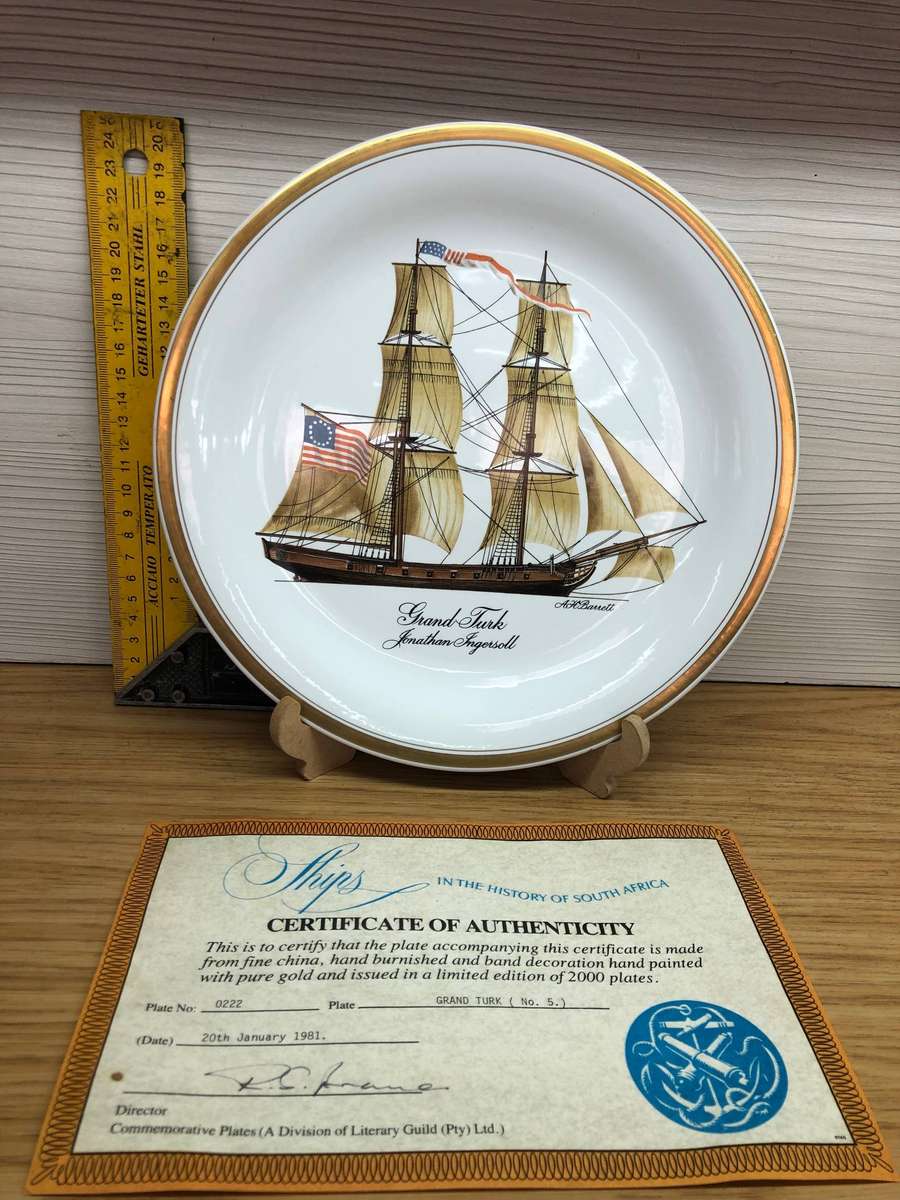 GEHARTETER STAHL
ACCIAIO TEMPERATO
A.H.Barrett
Grand Turk
Jonathan Ingersoll
Ships IN THE HISTORY OF SOUTH AFRICA
CERTIFICATE OF AUTHENTICITY
This is to certify that the plate accompanying this certificate is made
from fine china, hand burnished and band decoration hand painted
with pure gold and issued in a limited edition of 2000 plates.
Plate No: 0222 Plate GRAND TURK ( No. 5.)
(Date) 20th January 1981.
Director
Commemorative Plates (A Division of Literary Guild (Pty) Ltd.)